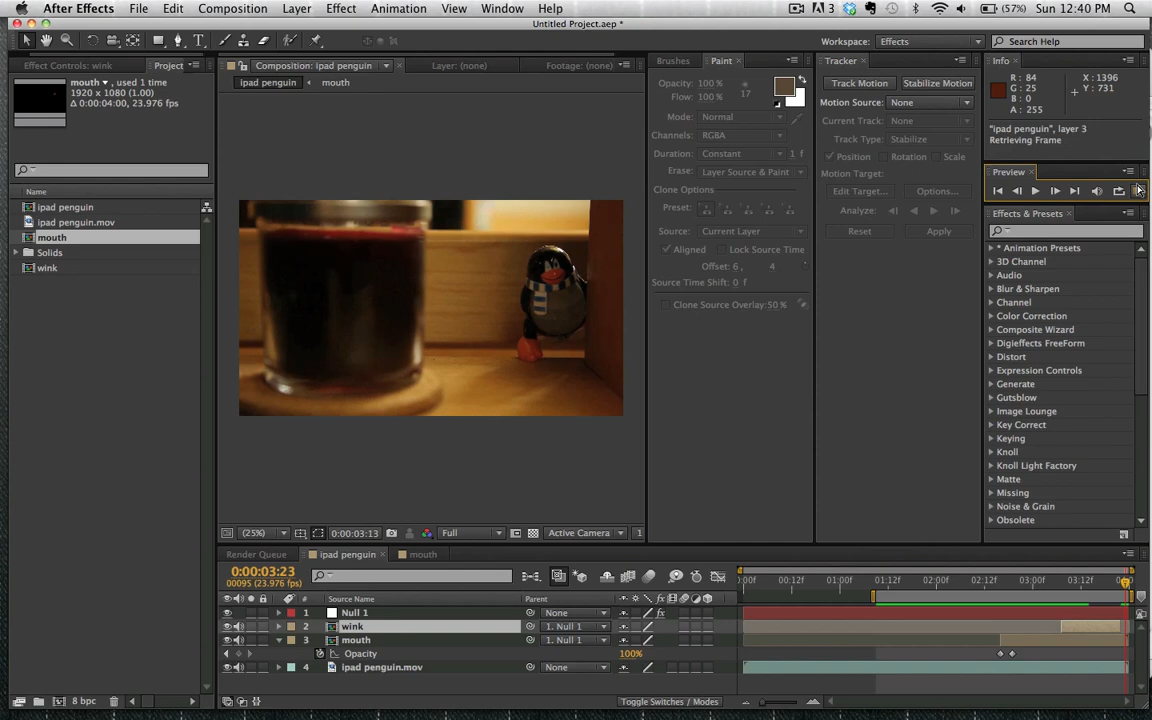 After Effects File Edit Composition Layer Effect Animation View Window Help 3 (57%) Sun 12:40 PM
Untitled Project.aep *
Workspace: Effects Search Help
Effect Controls: wink Project
mouth , used 1 time
1920 x 1080 (1.00)
Δ 0:00:04:00, 23.976 fps)
Name
ipad penguin
ipad penguin.mov
mouth
Solids
wink
8 bpc
Composition: ipad penguin Layer: (none) Footage: (none)
ipad penguin mouth
(25%) 0:00:03:13 Full Active Camera 1
Brushes Paint
Opacity: 100 %
Flow: 100 %
17
Mode: Normal
Channels: RGBA
Duration: Constant 1 f
Erase: Layer Source & Paint
Clone Options
Preset:
Source: Current Layer
Aligned Lock Source Time
Offset: 6 , 4
Source Time Shift: 0 f
Clone Source Overlay: 50 %
Tracker
Track Motion Stabilize Motion
Motion Source: None
Current Track: None
Track Type: Stabilize
Position Rotation Scale
Motion Target:
Edit Target... Options...
Analyze:
Reset Apply
Info
R : 84
G : 25
B : 0
A : 255
X : 1396
Y : 731
"ipad penguin", layer 3
Retrieving Frame
Preview
Effects & Presets
* Animation Presets
3D Channel
Audio
Blur & Sharpen
Channel
Color Correction
Composite Wizard
Digieffects FreeForm
Distort
Expression Controls
Generate
Gutsblow
Image Lounge
Key Correct
Keying
Knoll
Knoll Light Factory
Matte
Missing
Noise & Grain
Obsolete
Render Queue ipad penguin mouth
0:00:03:23
00095 (23.976 fps)
:00f 00:12f 01:00f 01:12f 02:00f 02:12f 03:00f 03:12f
# Source Name Parent
1 Null 1 None
2 wink 1. Null 1
3 mouth 1. Null 1
Opacity 100%
4 ipad penguin.mov None
Toggle Switches / Modes